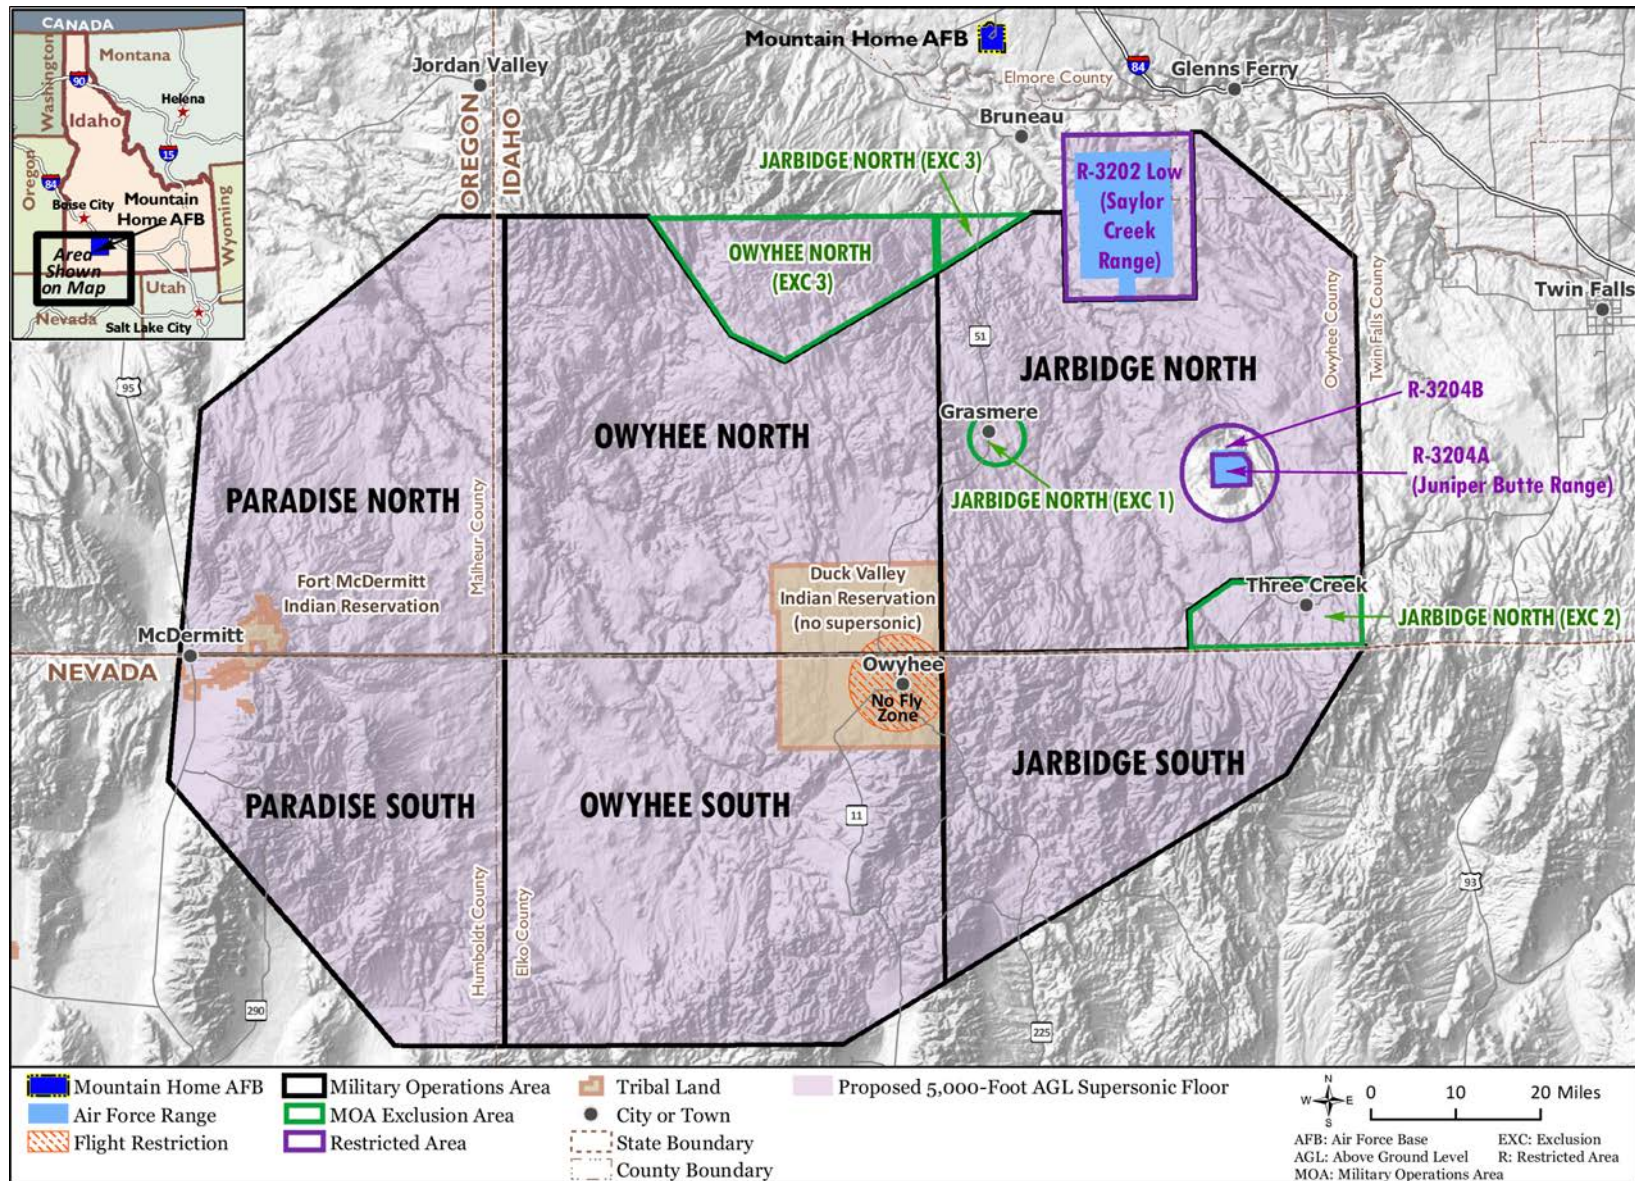 CANADA
Washington
Montana
90
Helena
Idaho
15
Oregon
84
Boise City
Mountain
Home AFB
Wyoming
Area
Shown
on Map
Utah
Nevada
Salt Lake City
Mountain Home AFB
Jordan Valley
84
Glenns Ferry
Elmore County
Bruneau
OREGON
IDAHO
JARBIDGE NORTH (EXC 3)
R-3202 Low
(Saylor
Creek
Range)
OWYHEE NORTH
(EXC 3)
Twin Falls
Owyhee County
Twin Falls County
51
95
JARBIDGE NORTH
R-3204B
Grasmere
OWYHEE NORTH
R-3204A
(Juniper Butte Range)
PARADISE NORTH
JARBIDGE NORTH (EXC 1)
Malheur County
Fort McDermitt
Indian Reservation
Duck Valley
Indian Reservation
(no supersonic)
Three Creek
JARBIDGE NORTH (EXC 2)
McDermitt
NEVADA
Owyhee
No Fly
Zone
JARBIDGE SOUTH
PARADISE SOUTH
OWYHEE SOUTH
11
93
Humboldt County
Elko County
290
225
Mountain Home AFB
Air Force Range
Flight Restriction
Military Operations Area
MOA Exclusion Area
Restricted Area
Tribal Land
City or Town
State Boundary
County Boundary
Proposed 5,000-Foot AGL Supersonic Floor
N
W E
S
0 10 20 Miles
AFB: Air Force Base EXC: Exclusion
AGL: Above Ground Level R: Restricted Area
MOA: Military Operations Area